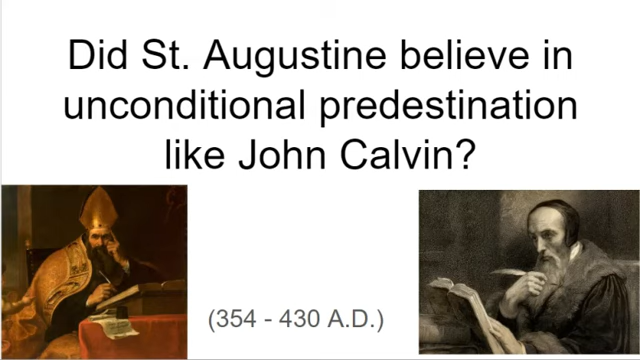 Did St. Augustine believe in
unconditional predestination
like John Calvin?
(354 - 430 A.D.)